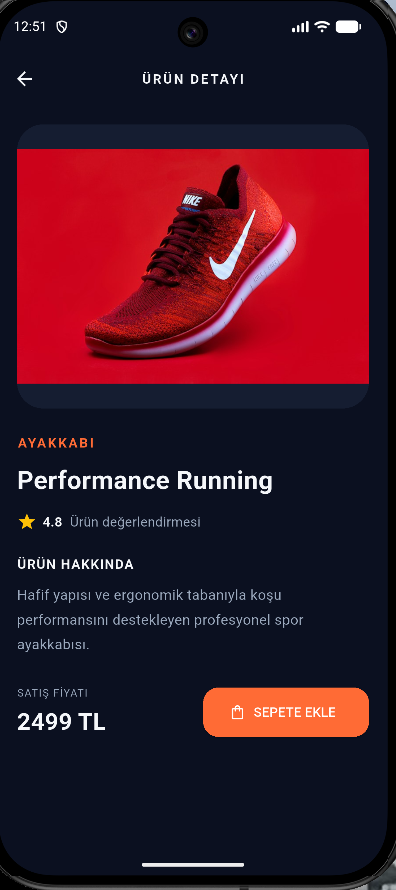 12:51
ÜRÜN DETAYI
NIKE
AYAKKABI
Performance Running
4.8 Ürün değerlendirmesi
ÜRÜN HAKKINDA
Hafif yapısı ve ergonomik tabanıyla koşu
performansını destekleyen profesyonel spor
ayakkabısı.
SATIŞ FİYATI
2499 TL
SEPETE EKLE